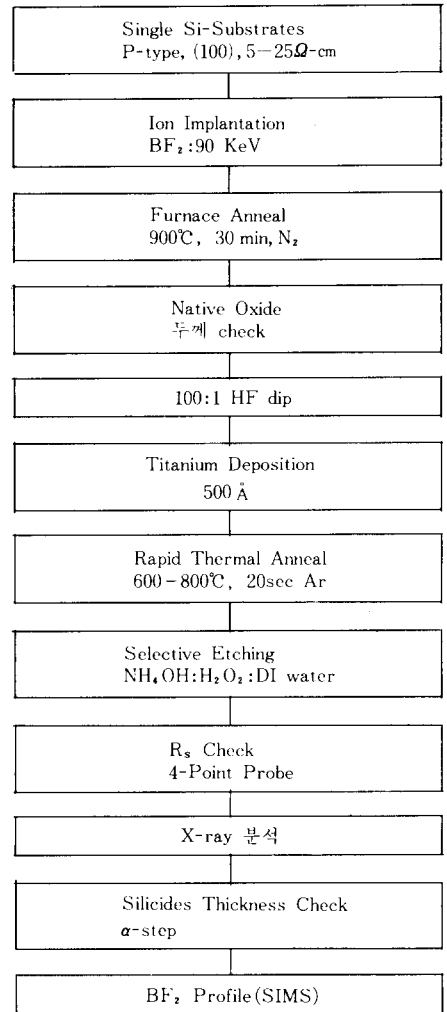 Single Si-Substrates
P-type, (100), 5−25Ω-cm
Ion Implantation
BF₂:90 KeV
Furnace Anneal
900℃, 30 min, N₂
Native Oxide
두께 check
100:1 HF dip
Titanium Deposition
500 Å
Rapid Thermal Anneal
600−800℃, 20sec Ar
Selective Etching
NH₄OH:H₂O₂:DI water
Rs Check
4-Point Probe
X-ray 분석
Silicides Thickness Check
α-step
BF₂ Profile(SIMS)